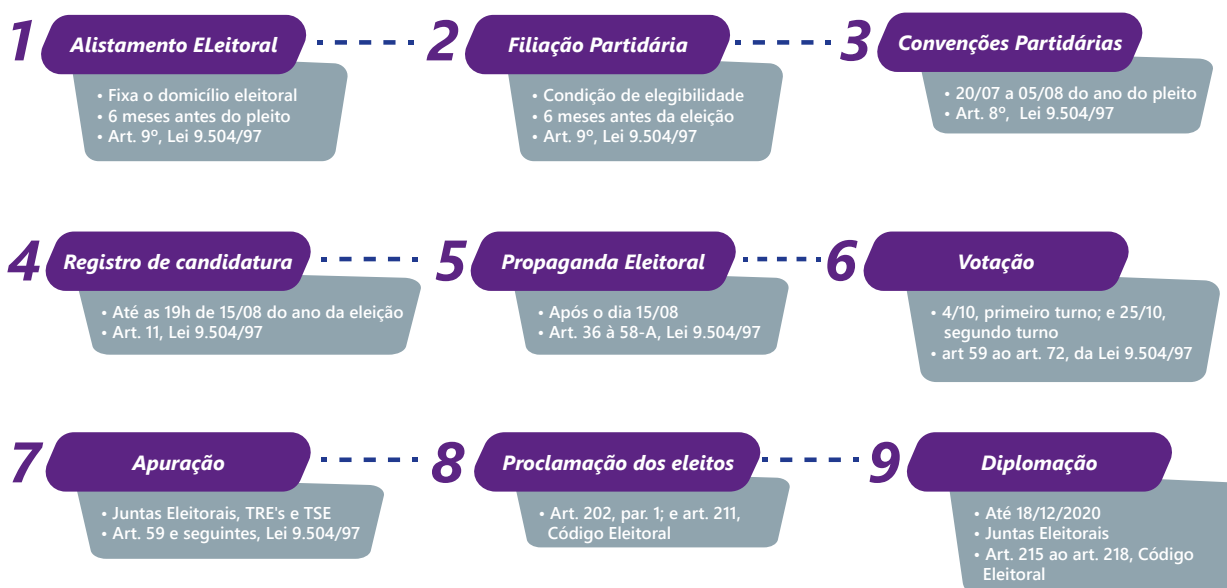 1
Alistamento ELeitoral
• Fixa o domicílio eleitoral
• 6 meses antes do pleito
• Art. 9º, Lei 9.504/97
2
Filiação Partidária
• Condição de elegibilidade
• 6 meses antes da eleição
• Art. 9º, Lei 9.504/97
3
Convenções Partidárias
• 20/07 a 05/08 do ano do pleito
• Art. 8º, Lei 9.504/97
4
Registro de candidatura
• Até as 19h de 15/08 do ano da eleição
• Art. 11, Lei 9.504/97
5
Propaganda Eleitoral
• Após o dia 15/08
• Art. 36 à 58-A, Lei 9.504/97
6
Votação
• 4/10, primeiro turno; e 25/10,
segundo turno
• art 59 ao art. 72, da Lei 9.504/97
7
Apuração
• Juntas Eleitorais, TRE's e TSE
• Art. 59 e seguintes, Lei 9.504/97
8
Proclamação dos eleitos
• Art. 202, par. 1; e art. 211,
Código Eleitoral
9
Diplomação
• Até 18/12/2020
• Juntas Eleitorais
• Art. 215 ao art. 218, Código
Eleitoral